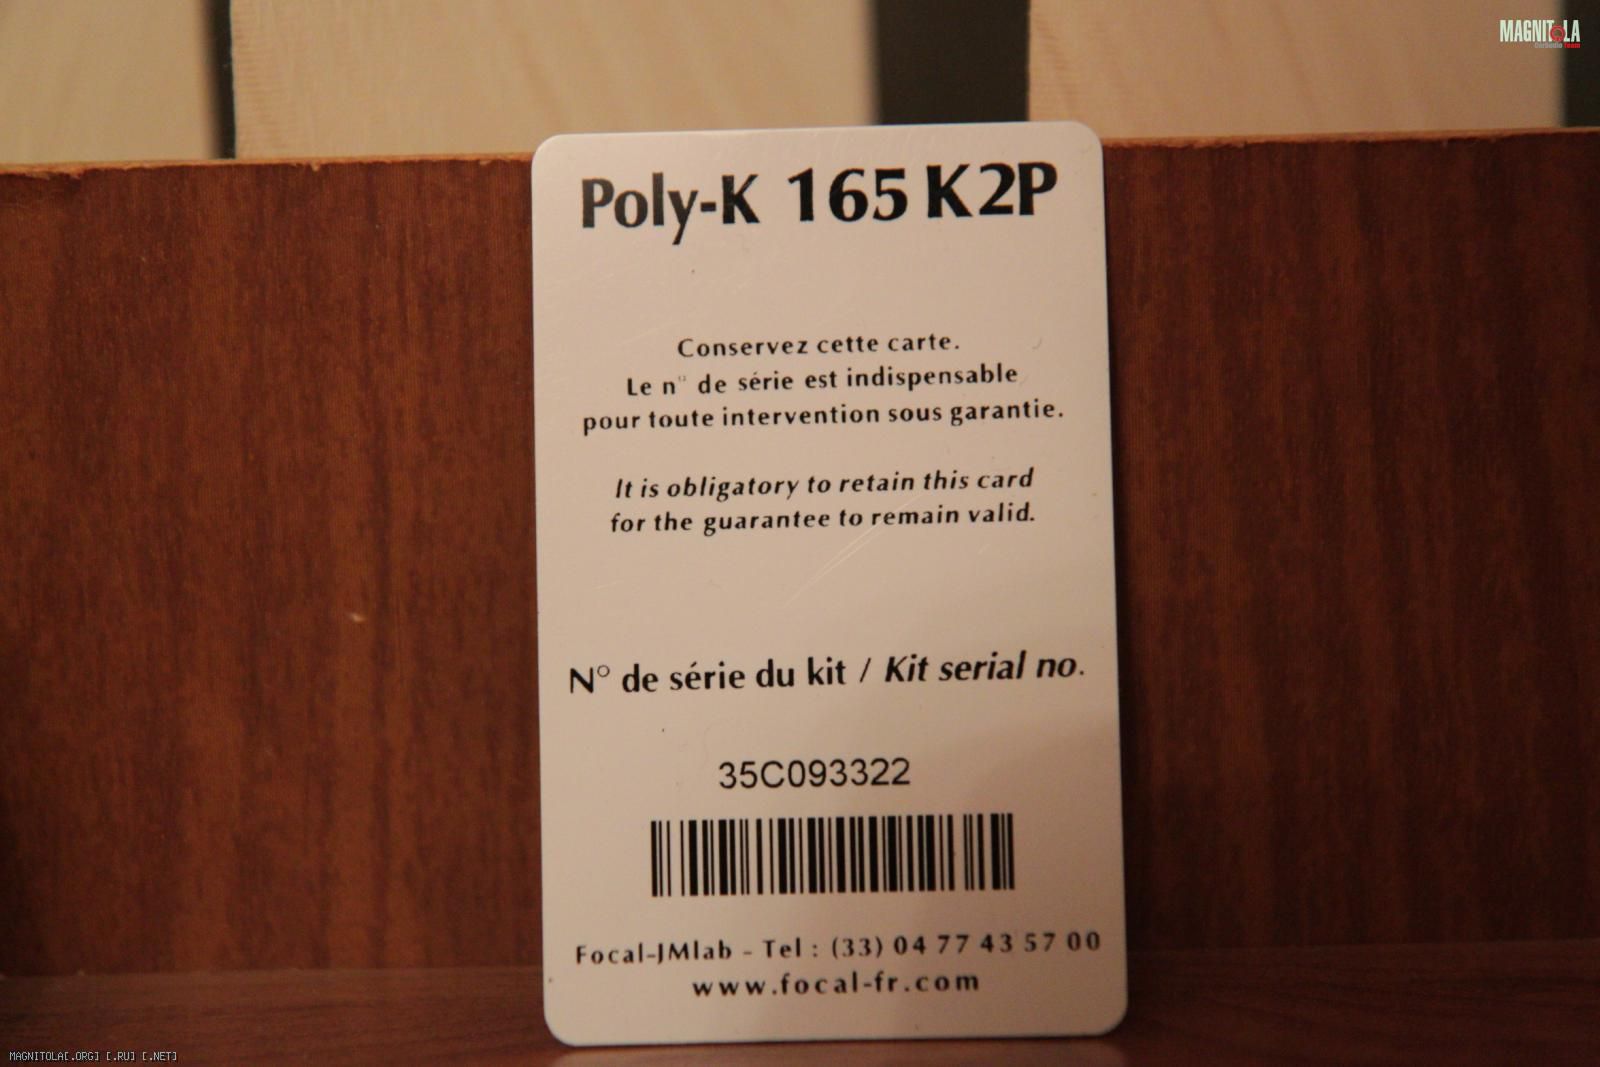 MAGNITOLA
CarAudio Team
Poly-K 165 K2P
Conservez cette carte.
Le n° de série est indispensable
pour toute intervention sous garantie.
It is obligatory to retain this card
for the guarantee to remain valid.
N° de série du kit / Kit serial no.
35C093322
Focal-JMlab - Tel : (33) 04 77 43 57 00
www.focal-fr.com
MAGNITOLA[.ORG] [.RU] [.NET]